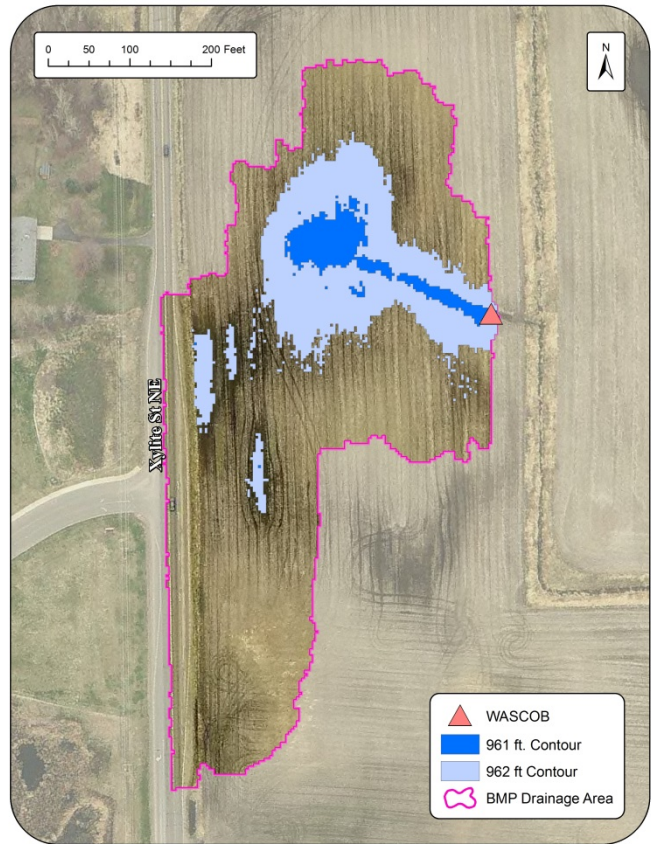 0 50 100 200 Feet
N
Xylite St NE
WASCOB
961 ft. Contour
962 ft Contour
BMP Drainage Area